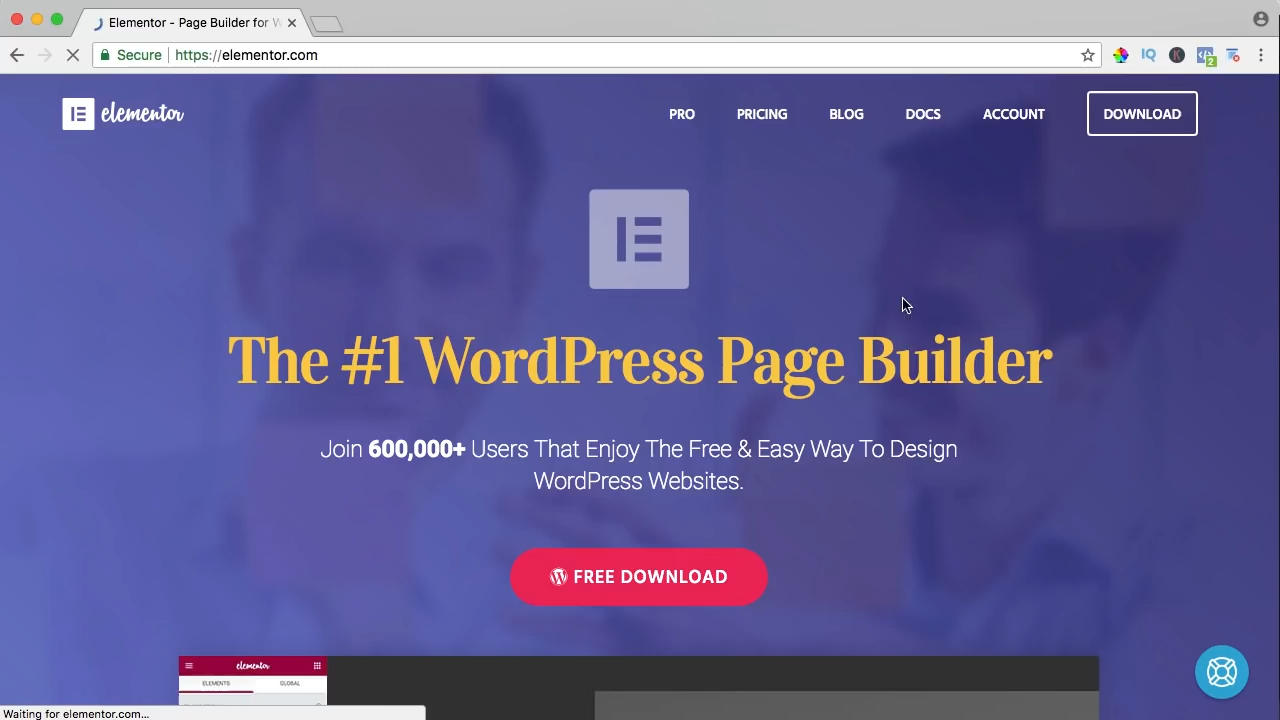 Elementor - Page Builder for W
Secure https://elementor.com
IQ
K
2
elementor
PRO PRICING BLOG DOCS ACCOUNT DOWNLOAD
The #1 WordPress Page Builder
Join 600,000+ Users That Enjoy The Free & Easy Way To Design
WordPress Websites.
FREE DOWNLOAD
elementor
ELEMENTS GLOBAL
Waiting for elementor.com...